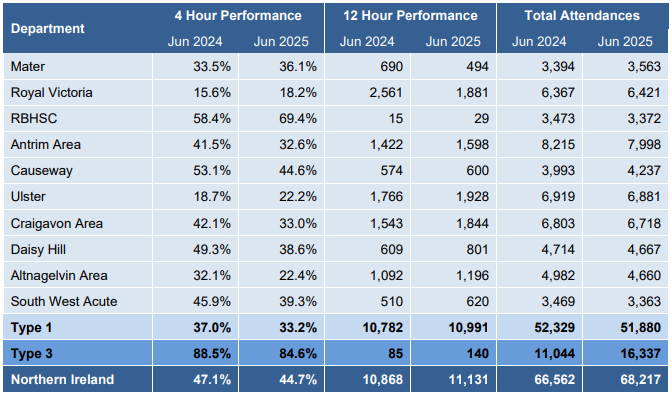 Department 4 Hour Performance 12 Hour Performance Total Attendances
Jun 2024 Jun 2025 Jun 2024 Jun 2025 Jun 2024 Jun 2025
Mater 33.5% 36.1% 690 494 3,394 3,563
Royal Victoria 15.6% 18.2% 2,561 1,881 6,367 6,421
RBHSC 58.4% 69.4% 15 29 3,473 3,372
Antrim Area 41.5% 32.6% 1,422 1,598 8,215 7,998
Causeway 53.1% 44.6% 574 600 3,993 4,237
Ulster 18.7% 22.2% 1,766 1,928 6,919 6,881
Craigavon Area 42.1% 33.0% 1,543 1,844 6,803 6,718
Daisy Hill 49.3% 38.6% 609 801 4,714 4,667
Altnagelvin Area 32.1% 22.4% 1,092 1,196 4,982 4,660
South West Acute 45.9% 39.3% 510 620 3,469 3,363
Type 1 37.0% 33.2% 10,782 10,991 52,329 51,880
Type 3 88.5% 84.6% 85 140 11,044 16,337
Northern Ireland 47.1% 44.7% 10,868 11,131 66,562 68,217